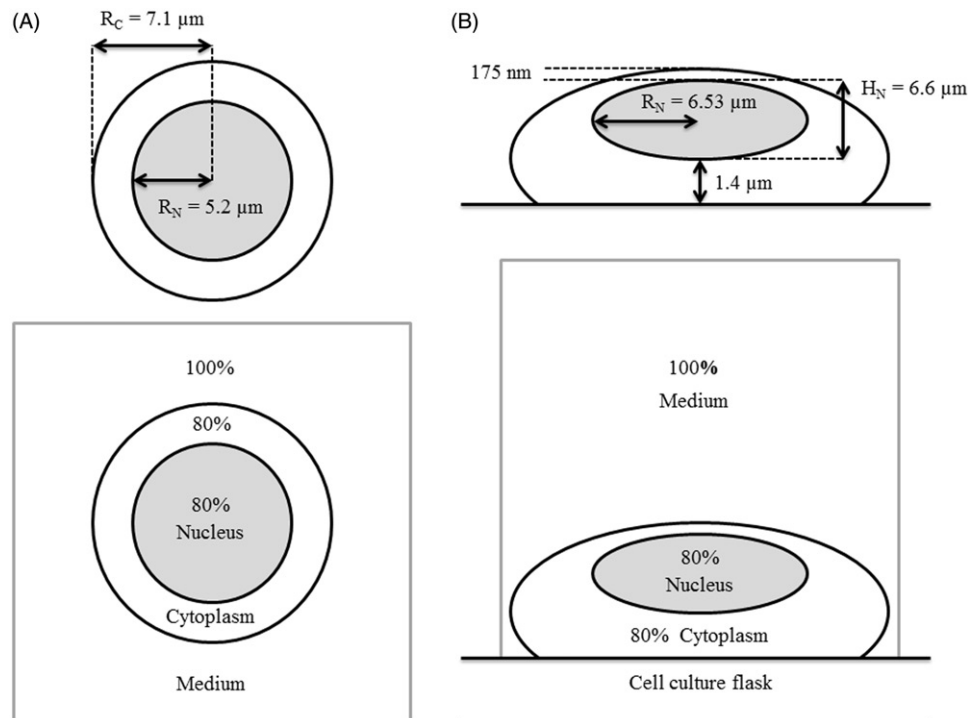 (A)
R_C = 7.1 µm
R_N = 5.2 µm
100%
80%
80%
Nucleus
Cytoplasm
Medium
(B)
175 nm
R_N = 6.53 µm
H_N = 6.6 µm
1.4 µm
100%
Medium
80%
Nucleus
80% Cytoplasm
Cell culture flask